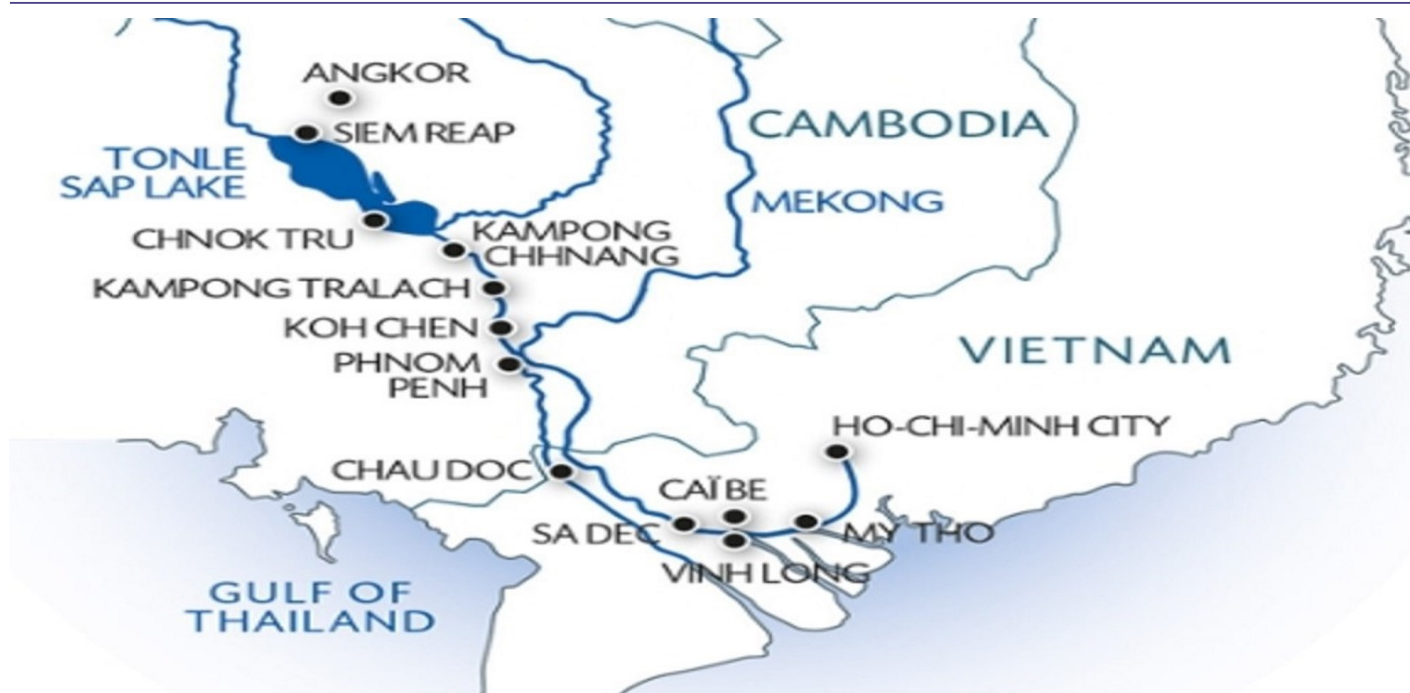 ANGKOR
SIEM REAP
CAMBODIA
TONLE
SAP LAKE
MEKONG
CHNOK TRU
KAMPONG
CHHNANG
KAMPONG TRALACH
KOH CHEN
PHNOM
PENH
VIETNAM
HO-CHI-MINH CITY
CHAU DOC
CAÏ BE
SA DEC
MY THO
VINH LONG
GULF OF
THAILAND